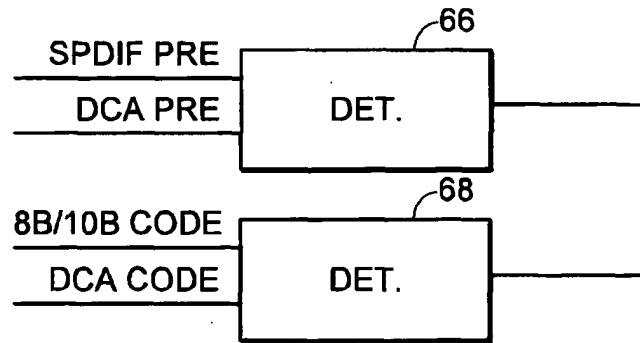 66
SPDIF PRE
DCA PRE
DET.
68
8B/10B CODE
DCA CODE
DET.